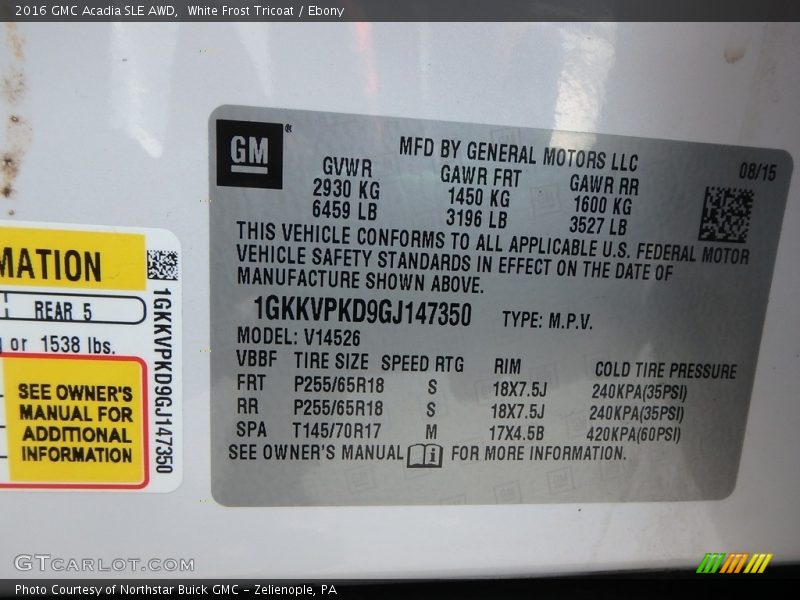 2016 GMC Acadia SLE AWD,  White Frost Tricoat / Ebony
GM
MFD BY GENERAL MOTORS LLC
08/15
GVWR GAWR FRT GAWR RR
2930 KG 1450 KG 1600 KG
6459 LB 3196 LB 3527 LB
THIS VEHICLE CONFORMS TO ALL APPLICABLE U.S. FEDERAL MOTOR
VEHICLE SAFETY STANDARDS IN EFFECT ON THE DATE OF
MANUFACTURE SHOWN ABOVE.
1GKKVPKD9GJ147350 TYPE: M.P.V.
MODEL: V14526
VBBF TIRE SIZE SPEED RTG RIM COLD TIRE PRESSURE
FRT P255/65R18 S 18X7.5J 240KPA(35PSI)
RR P255/65R18 S 18X7.5J 240KPA(35PSI)
SPA T145/70R17 M 17X4.5B 420KPA(60PSI)
SEE OWNER'S MANUAL FOR MORE INFORMATION.
MATION
REAR 5
or 1538 lbs.
SEE OWNER'S
MANUAL FOR
ADDITIONAL
INFORMATION
1GKKVPKD9GJ147350
GTCARLOT.COM
Photo Courtesy of Northstar Buick GMC - Zelienople, PA